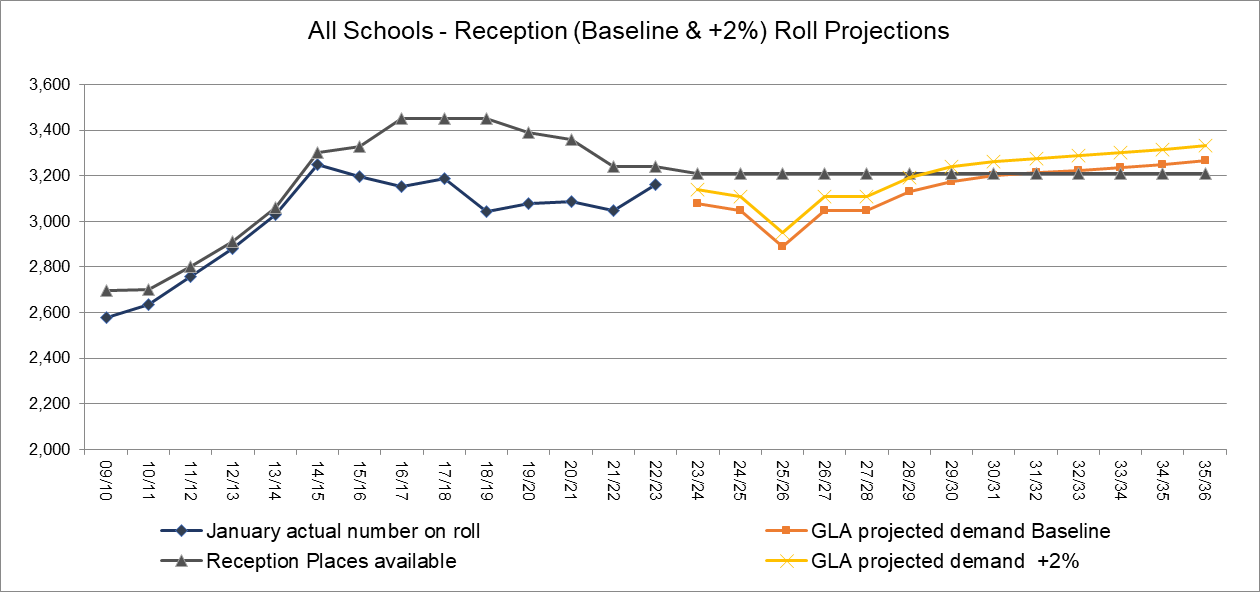 All Schools - Reception (Baseline & +2%) Roll Projections
3,600
3,400
3,200
3,000
2,800
2,600
2,400
2,200
2,000
09/10 10/11 11/12 12/13 13/14 14/15 15/16 16/17 17/18 18/19 19/20 20/21 21/22 22/23 23/24 24/25 25/26 26/27 27/28 28/29 29/30 30/31 31/32 32/33 33/34 34/35 35/36
January actual number on roll GLA projected demand Baseline
Reception Places available GLA projected demand +2%